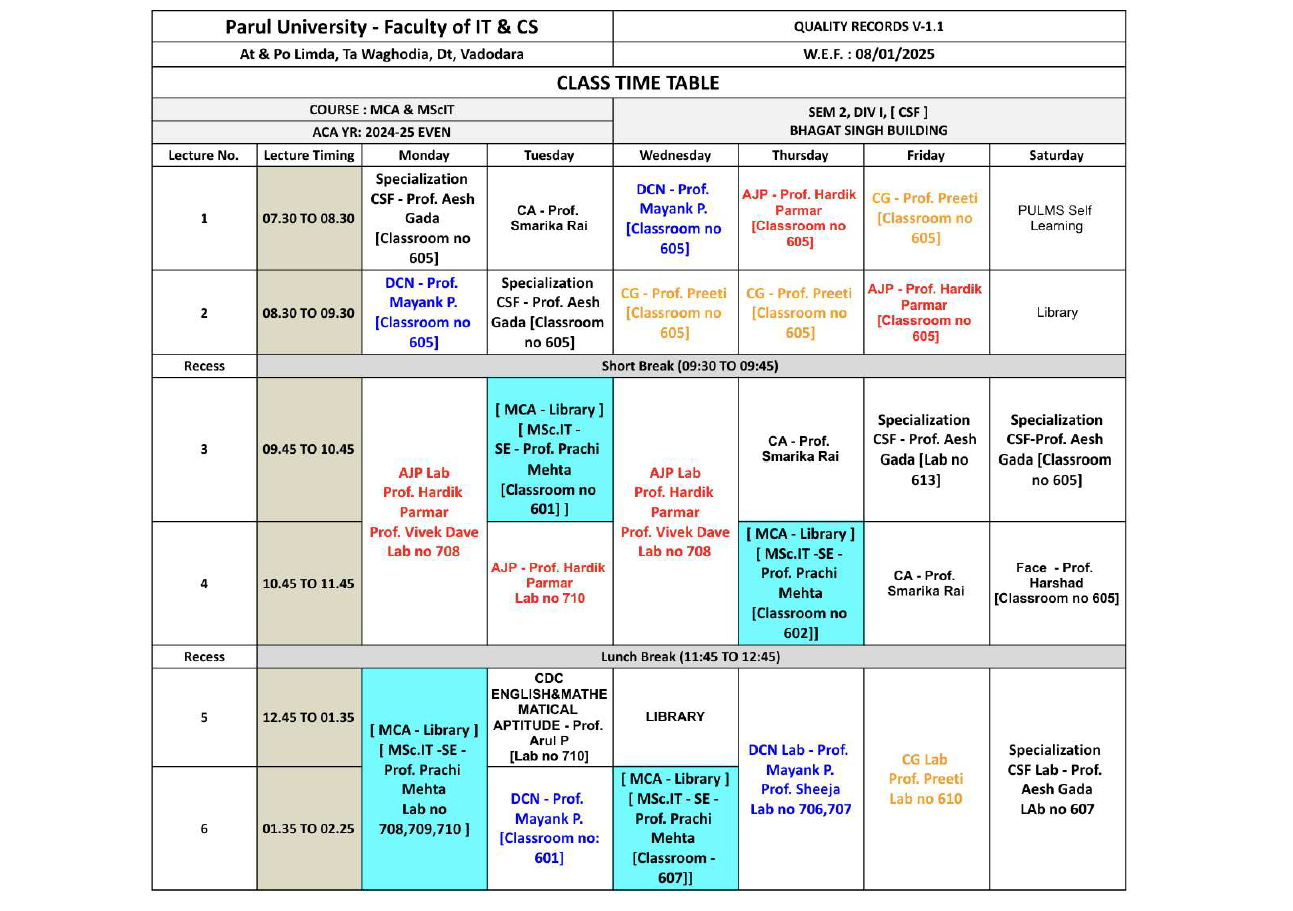 Parul University - Faculty of IT & CS
QUALITY RECORDS V-1.1
At & Po Limda, Ta Waghodia, Dt, Vadodara
W.E.F. : 08/01/2025
CLASS TIME TABLE
COURSE : MCA & MScIT
ACA YR: 2024-25 EVEN
SEM 2, DIV I, [ CSF ]
BHAGAT SINGH BUILDING
Lecture No.
Lecture Timing
Monday
Tuesday
Wednesday
Thursday
Friday
Saturday
1
07.30 TO 08.30
Specialization
CSF - Prof. Aesh
Gada
[Classroom no
605]
CA - Prof.
Smarika Rai
DCN - Prof.
Mayank P.
[Classroom no
605]
AJP - Prof. Hardik
Parmar
[Classroom no
605]
CG - Prof. Preeti
[Classroom no
605]
PULMS Self
Learning
2
08.30 TO 09.30
DCN - Prof.
Mayank P.
[Classroom no
605]
Specialization
CSF - Prof. Aesh
Gada [Classroom
no 605]
CG - Prof. Preeti
[Classroom no
605]
CG - Prof. Preeti
[Classroom no
605]
AJP - Prof. Hardik
Parmar
[Classroom no
605]
Library
Recess
Short Break (09:30 TO 09:45)
3
09.45 TO 10.45
AJP Lab
Prof. Hardik
Parmar
Prof. Vivek Dave
Lab no 708
[ MCA - Library ]
[ MSc.IT -
SE - Prof. Prachi
Mehta
[Classroom no
601] ]
AJP Lab
Prof. Hardik
Parmar
Prof. Vivek Dave
Lab no 708
CA - Prof.
Smarika Rai
Specialization
CSF - Prof. Aesh
Gada [Lab no
613]
Specialization
CSF-Prof. Aesh
Gada [Classroom
no 605]
4
10.45 TO 11.45
AJP - Prof. Hardik
Parmar
Lab no 710
[ MCA - Library ]
[ MSc.IT -SE -
Prof. Prachi
Mehta
[Classroom no
602]]
CA - Prof.
Smarika Rai
Face - Prof.
Harshad
[Classroom no 605]
Recess
Lunch Break (11:45 TO 12:45)
5
12.45 TO 01.35
[ MCA - Library ]
[ MSc.IT -SE -
Prof. Prachi
Mehta
Lab no
708,709,710 ]
CDC
ENGLISH&MATHE
MATICAL
APTITUDE - Prof.
Arul P
[Lab no 710]
LIBRARY
DCN Lab - Prof.
Mayank P.
Prof. Sheeja
Lab no 706,707
CG Lab
Prof. Preeti
Lab no 610
Specialization
CSF Lab - Prof.
Aesh Gada
LAb no 607
6
01.35 TO 02.25
DCN - Prof.
Mayank P.
[Classroom no:
601]
[ MCA - Library ]
[ MSc.IT - SE -
Prof. Prachi
Mehta
[Classroom -
607]]